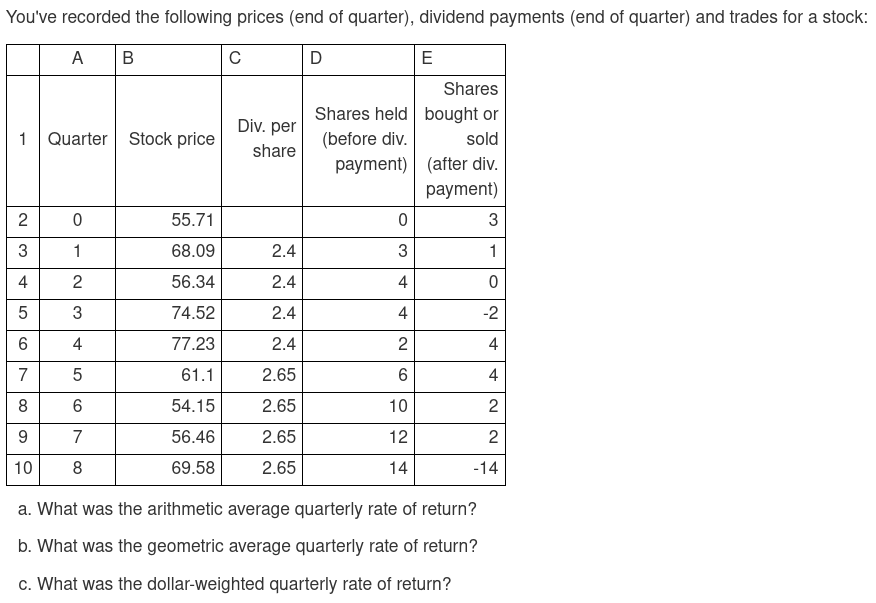 You've recorded the following prices (end of quarter), dividend payments (end of quarter) and trades for a stock:
A B C D E
1 Quarter Stock price Div. per share Shares held (before div. payment) Shares bought or sold (after div. payment)
2 0 55.71 0 3
3 1 68.09 2.4 3 1
4 2 56.34 2.4 4 0
5 3 74.52 2.4 4 -2
6 4 77.23 2.4 2 4
7 5 61.1 2.65 6 4
8 6 54.15 2.65 10 2
9 7 56.46 2.65 12 2
10 8 69.58 2.65 14 -14
a. What was the arithmetic average quarterly rate of return?
b. What was the geometric average quarterly rate of return?
c. What was the dollar-weighted quarterly rate of return?